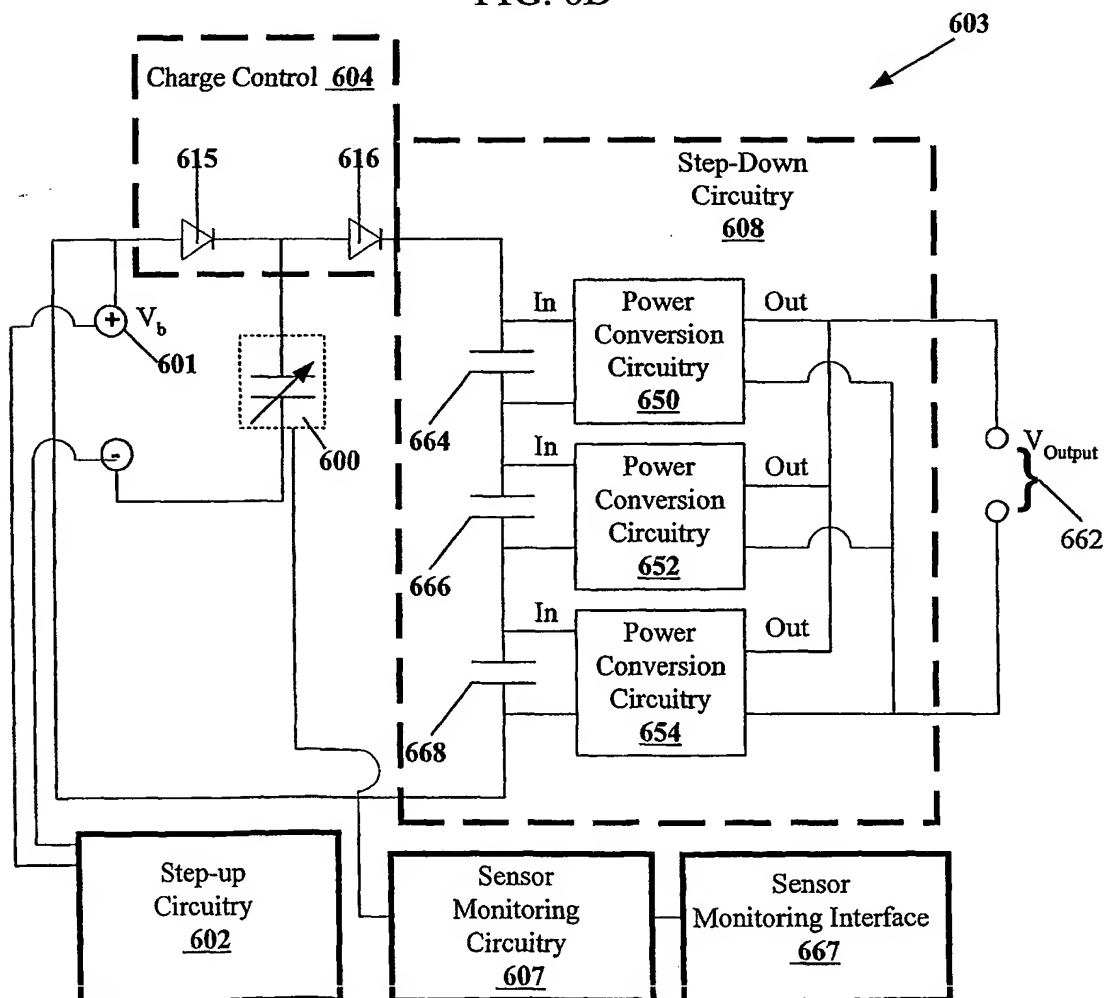 603
Charge Control 604
615
616
Step-Down
Circuitry
608
+
V_b
601
-
600
664
In
Power
Conversion
Circuitry
650
Out
666
In
Power
Conversion
Circuitry
652
Out
668
In
Power
Conversion
Circuitry
654
Out
V_Output
}
662
Step-up
Circuitry
602
Sensor
Monitoring
Circuitry
607
Sensor
Monitoring Interface
667